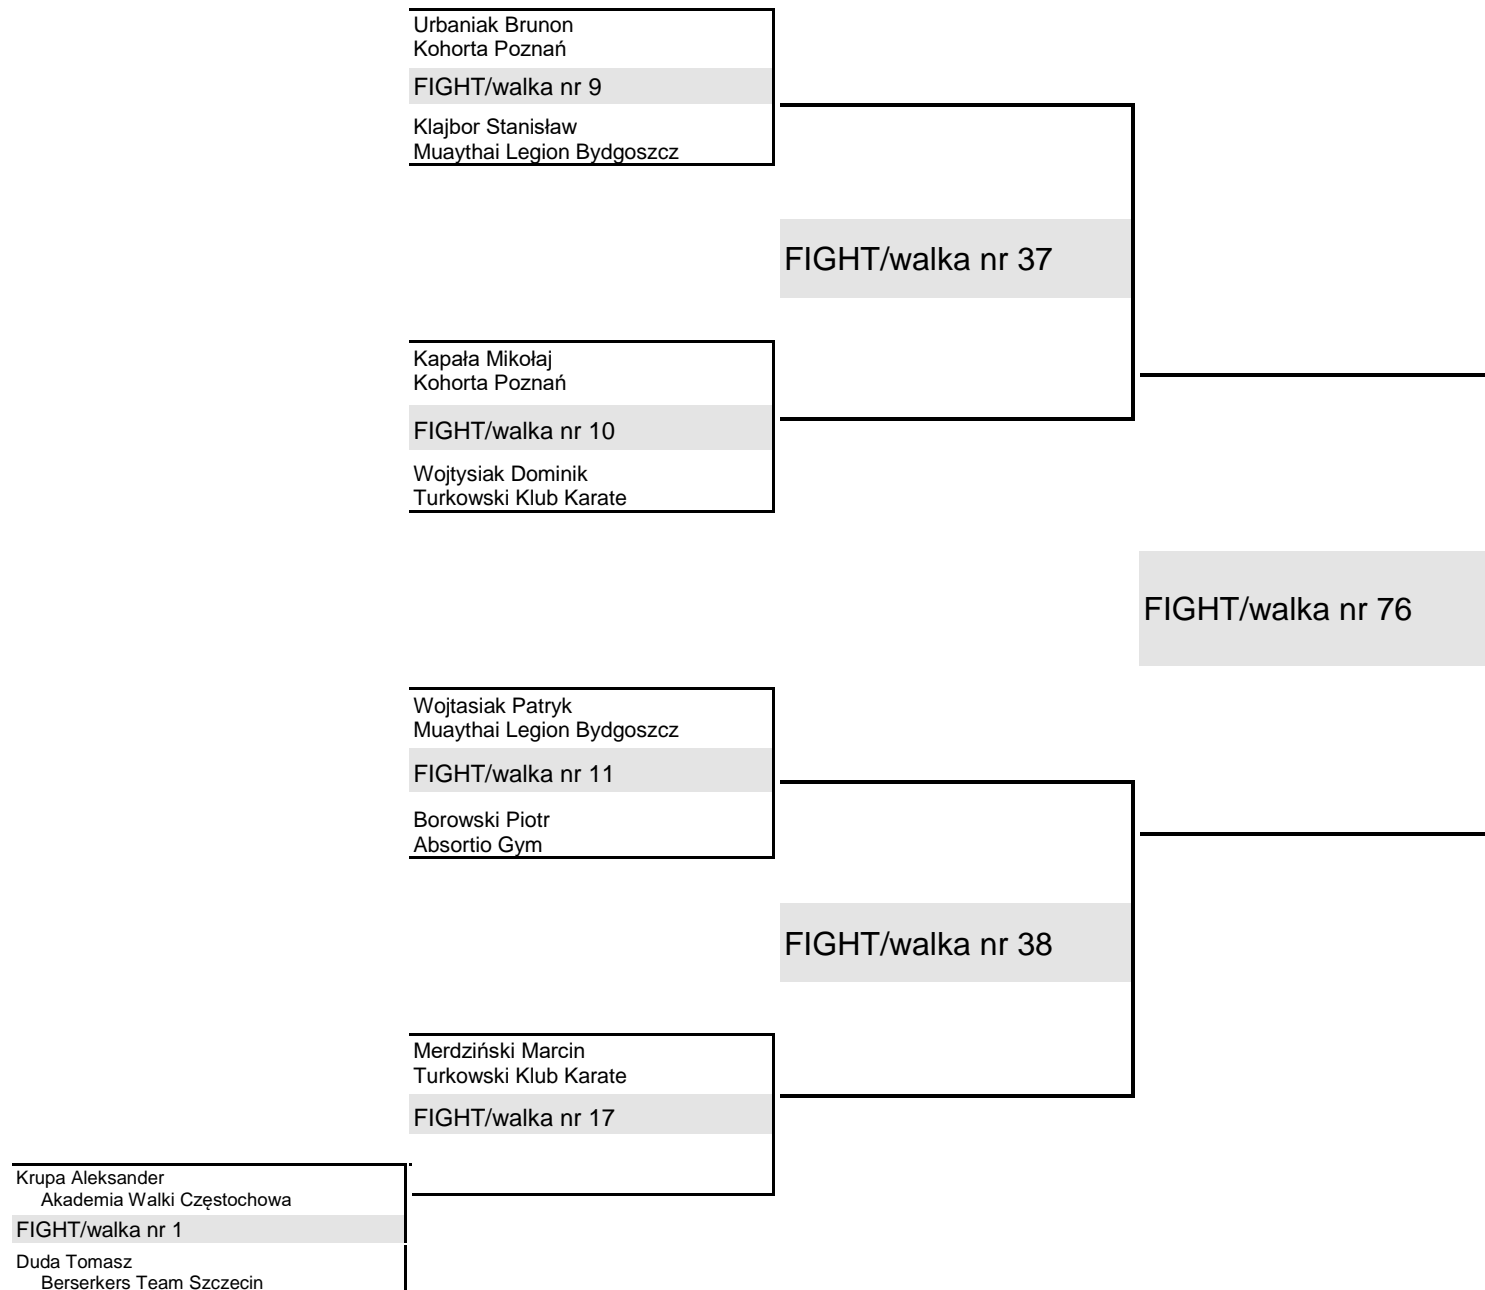 Urbaniak Brunon
Kohorta Poznań
FIGHT/walka nr 9
Klajbor Stanisław
Muaythai Legion Bydgoszcz
FIGHT/walka nr 37
Kapała Mikołaj
Kohorta Poznań
FIGHT/walka nr 10
Wojtysiak Dominik
Turkowski Klub Karate
FIGHT/walka nr 76
Wojtasiak Patryk
Muaythai Legion Bydgoszcz
FIGHT/walka nr 11
Borowski Piotr
Absortio Gym
FIGHT/walka nr 38
Merdziński Marcin
Turkowski Klub Karate
FIGHT/walka nr 17
Krupa Aleksander
Akademia Walki Częstochowa
FIGHT/walka nr 1
Duda Tomasz
Berserkers Team Szczecin